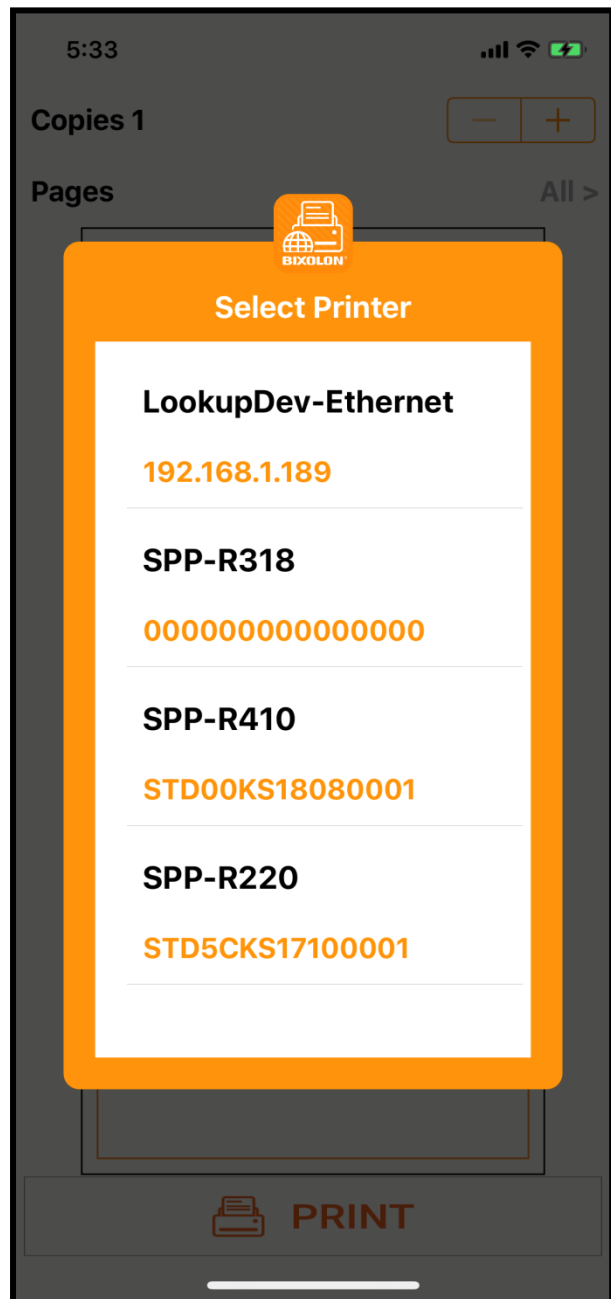 5:33
Copies 1
Pages All >
BIXOLON
Select Printer
LookupDev-Ethernet
192.168.1.189
SPP-R318
000000000000000
SPP-R410
STD00KS18080001
SPP-R220
STD5CKS17100001
PRINT